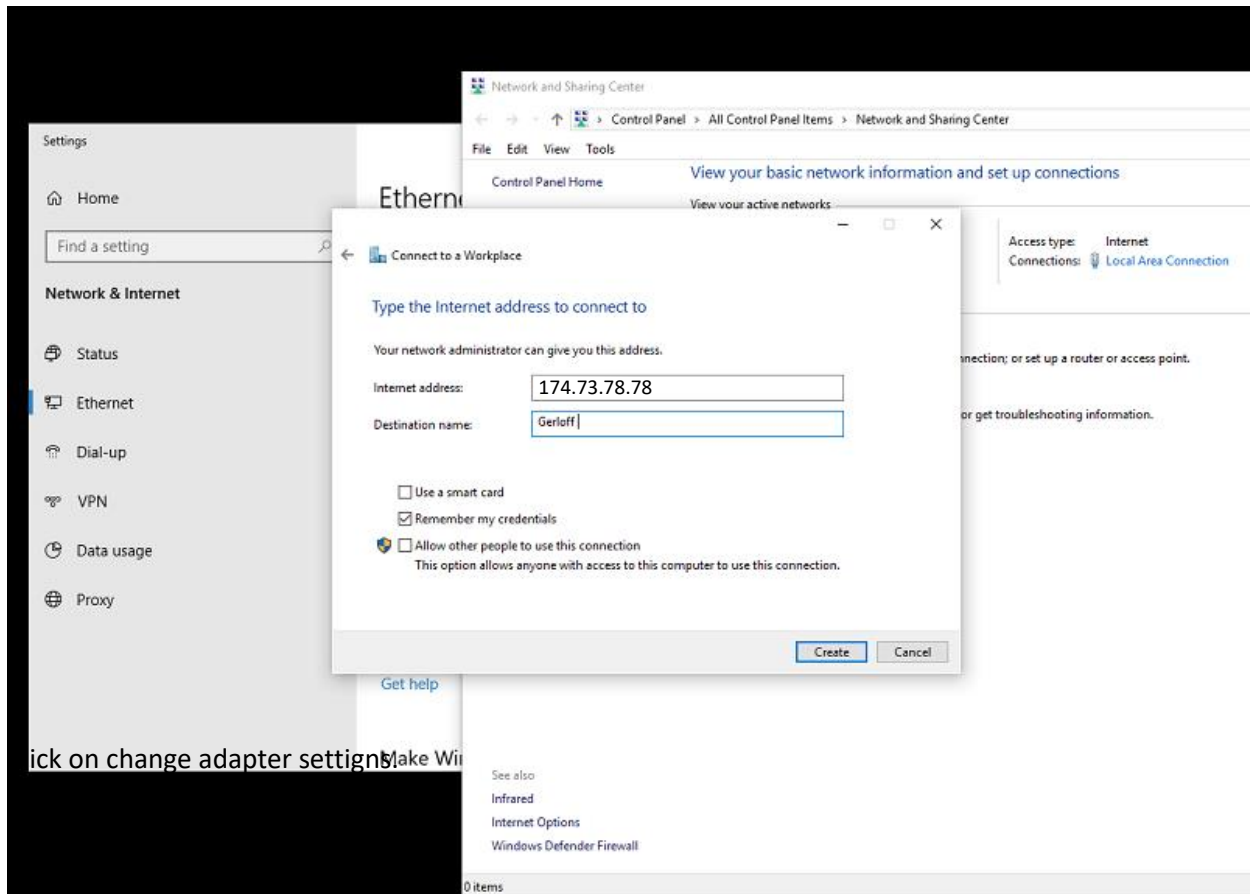 Network and Sharing Center
Control Panel > All Control Panel Items > Network and Sharing Center
File Edit View Tools
Control Panel Home
View your basic network information and set up connections
View your active networks
Access type: Internet
Connections: Local Area Connection
nnection; or set up a router or access point.
or get troubleshooting information.
Settings
Home
Find a setting
Network & Internet
Status
Ethernet
Dial-up
VPN
Data usage
Proxy
Ethern
Connect to a Workplace
Type the Internet address to connect to
Your network administrator can give you this address.
Internet address: 174.73.78.78
Destination name: Gerloff
Use a smart card
Remember my credentials
Allow other people to use this connection
This option allows anyone with access to this computer to use this connection.
Create Cancel
Get help
Make Wi
ick on change adapter settigns.
See also
Infrared
Internet Options
Windows Defender Firewall
0 items